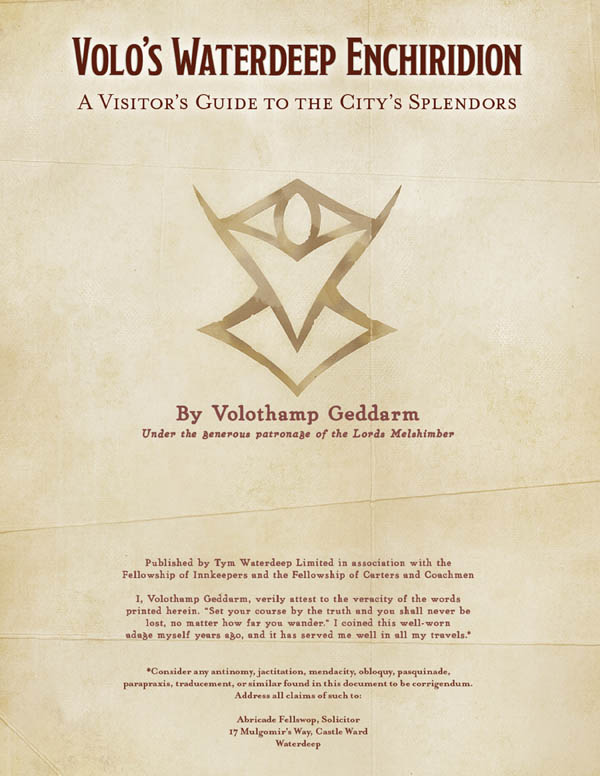 VOLO'S WATERDEEP ENCHIRIDION
A VISITOR'S GUIDE TO THE CITY'S SPLENDORS
By Volothamp Geddarm
Under the generous patronage of the Lords Melshimber
Published by Tym Waterdeep Limited in association with the
Fellowship of Innkeepers and the Fellowship of Carters and Coachmen
I, Volothamp Geddarm, verily attest to the veracity of the words
printed herein. "Set your course by the truth and you shall never be
lost, no matter how far you wander." I coined this well-worn
adage myself years ago, and it has served me well in all my travels.*
*Consider any antinomy, jactitation, mendacity, obloquy, pasquinade,
parapraxis, traducement, or similar found in this document to be corrigendum.
Address all claims of such to:
Abricade Fellswop, Solicitor
17 Mulgomir's Way, Castle Ward
Waterdeep